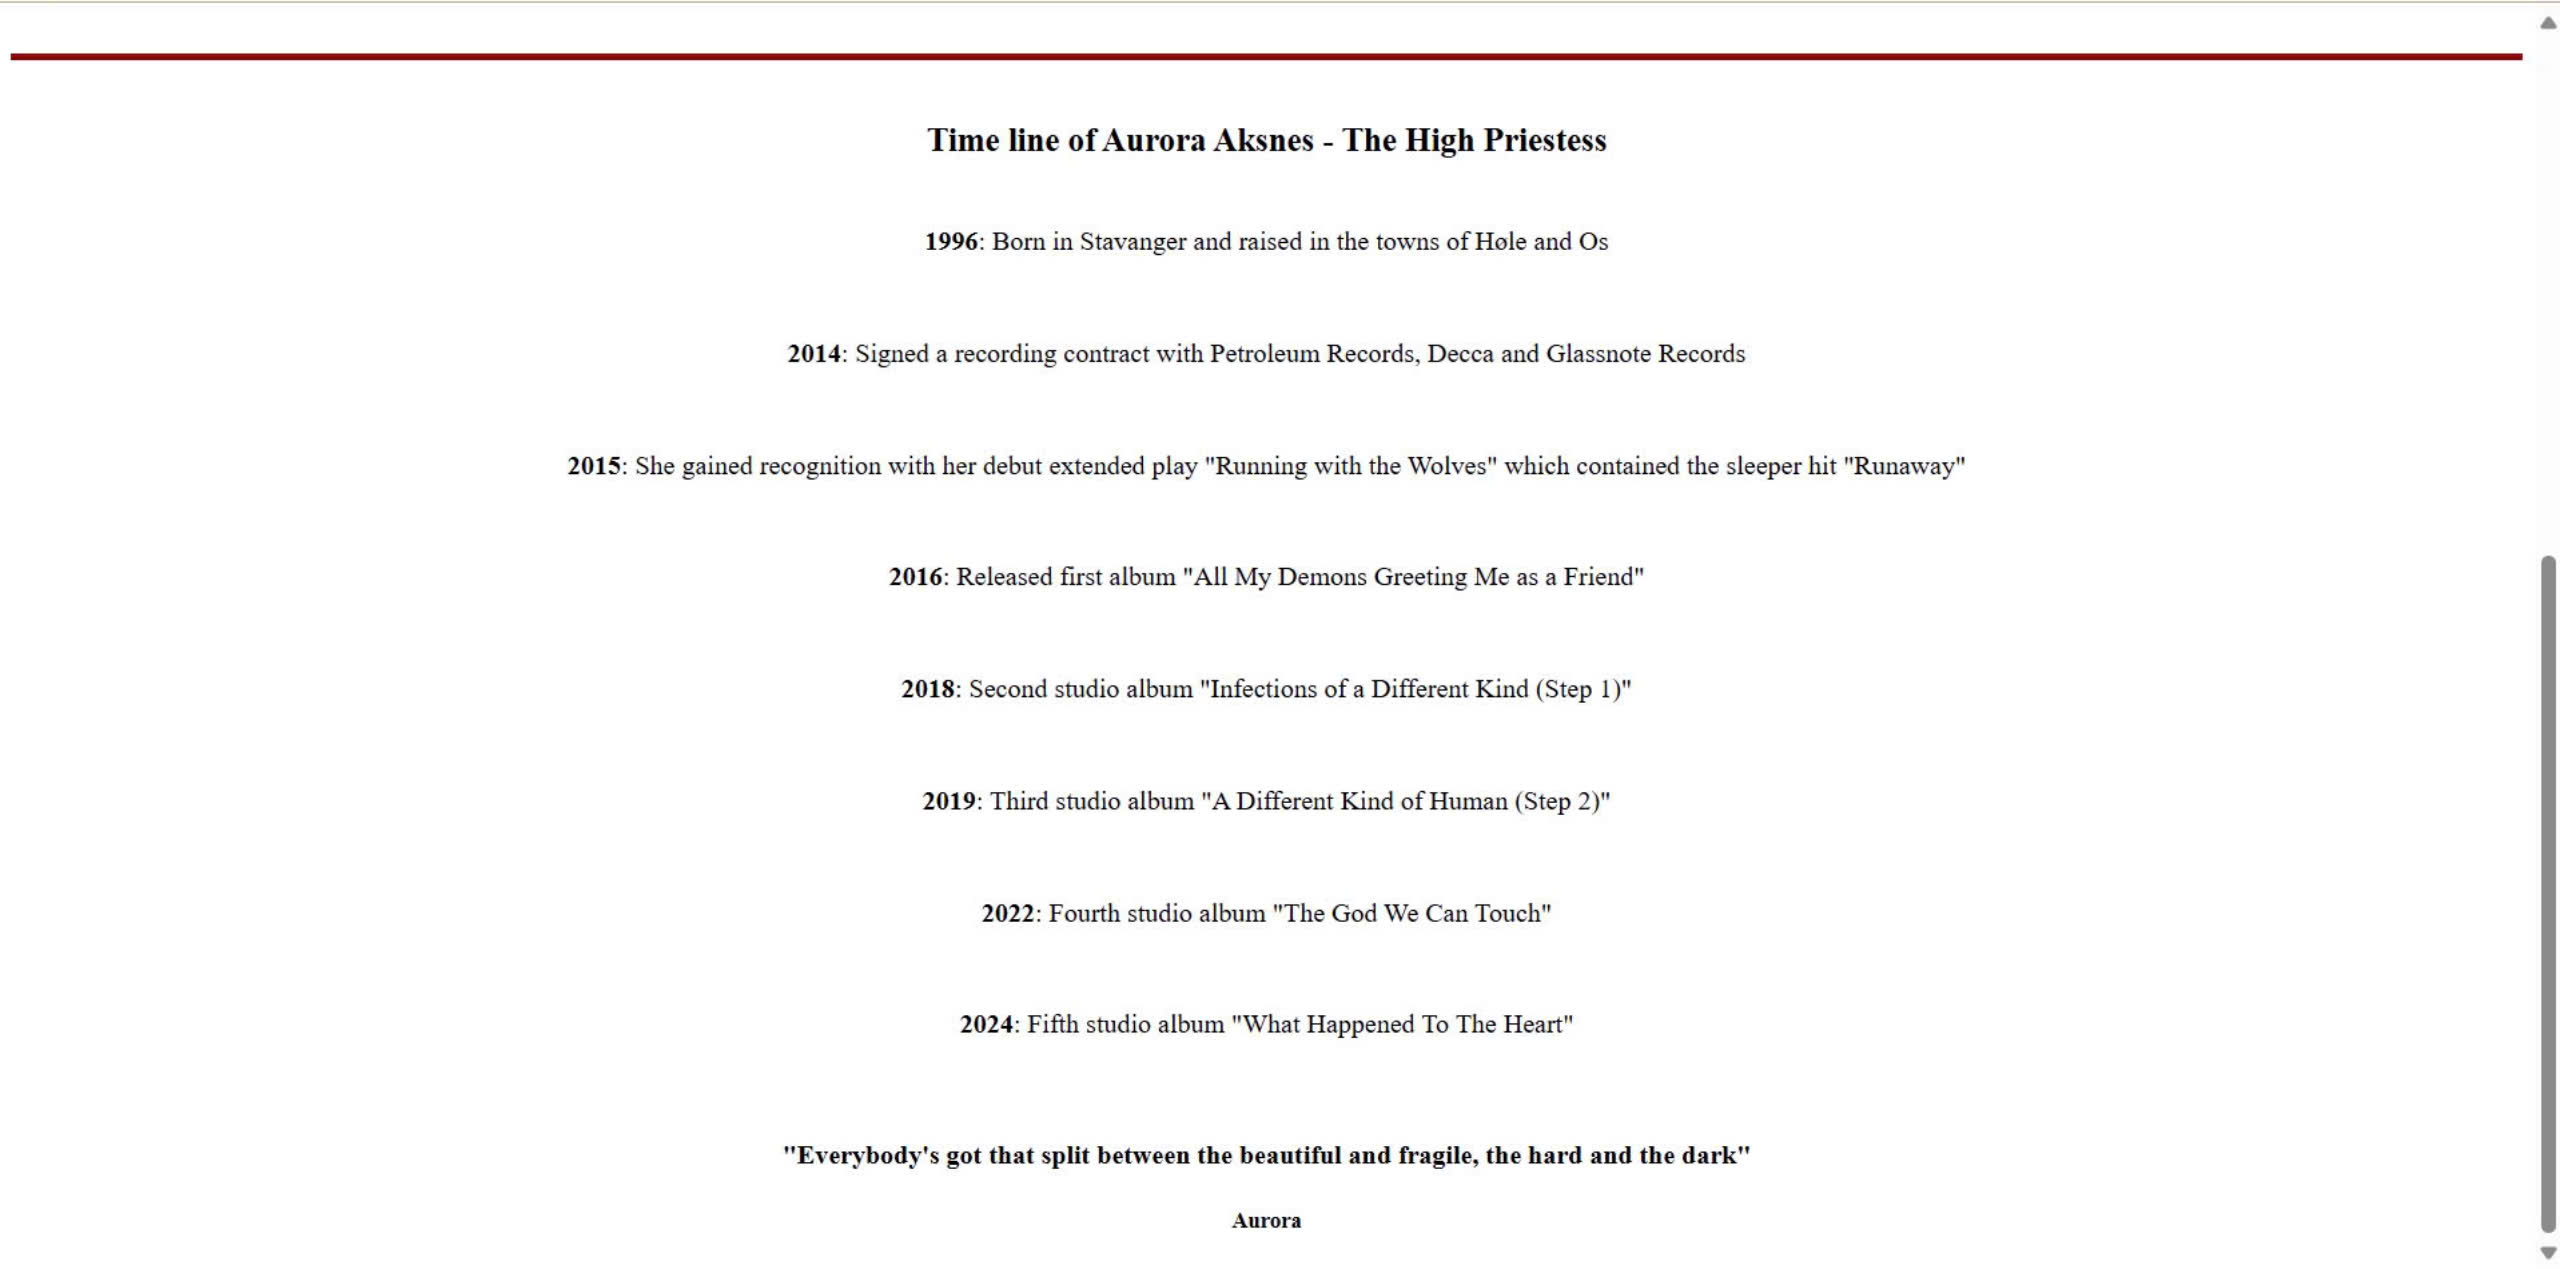 Time line of Aurora Aksnes - The High Priestess
1996: Born in Stavanger and raised in the towns of Høle and Os
2014: Signed a recording contract with Petroleum Records, Decca and Glassnote Records
2015: She gained recognition with her debut extended play "Running with the Wolves" which contained the sleeper hit "Runaway"
2016: Released first album "All My Demons Greeting Me as a Friend"
2018: Second studio album "Infections of a Different Kind (Step 1)"
2019: Third studio album "A Different Kind of Human (Step 2)"
2022: Fourth studio album "The God We Can Touch"
2024: Fifth studio album "What Happened To The Heart"
"Everybody's got that split between the beautiful and fragile, the hard and the dark"
Aurora